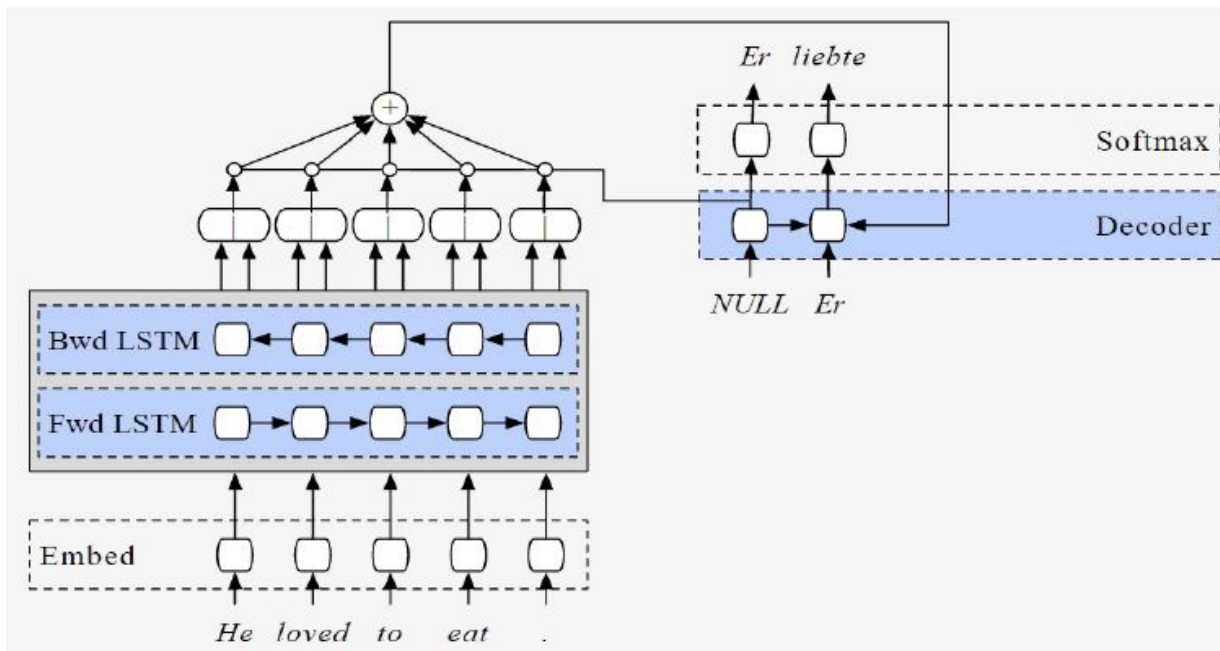 Er liebte
Softmax
Decoder
NULL Er
+
Bwd LSTM
Fwd LSTM
Embed
He loved to eat .